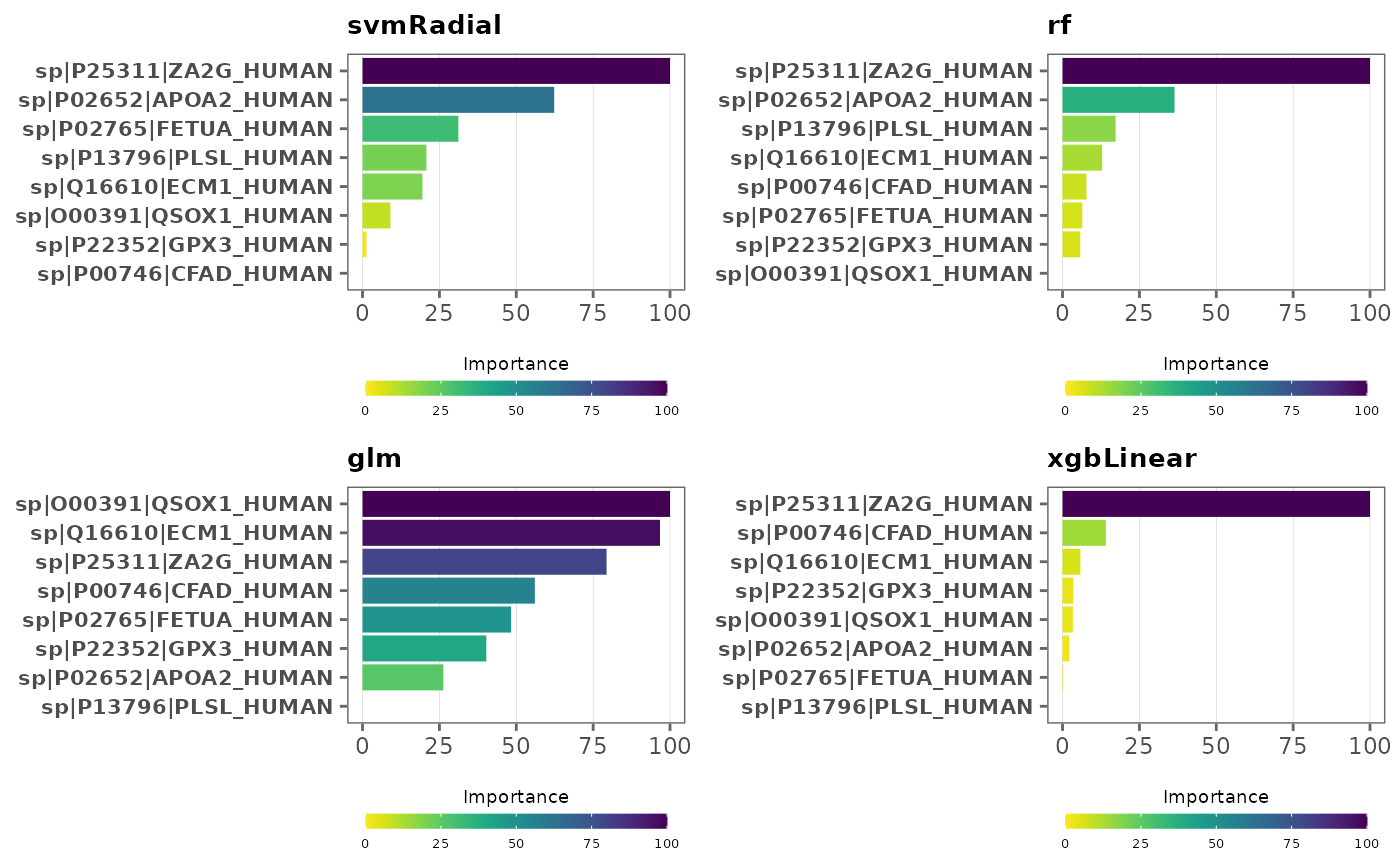 svmRadial
sp|P25311|ZA2G_HUMAN
sp|P02652|APOA2_HUMAN
sp|P02765|FETUA_HUMAN
sp|P13796|PLSL_HUMAN
sp|Q16610|ECM1_HUMAN
sp|O00391|QSOX1_HUMAN
sp|P22352|GPX3_HUMAN
sp|P00746|CFAD_HUMAN
0 25 50 75 100
Importance
0 25 50 75 100
rf
sp|P25311|ZA2G_HUMAN
sp|P02652|APOA2_HUMAN
sp|P13796|PLSL_HUMAN
sp|Q16610|ECM1_HUMAN
sp|P00746|CFAD_HUMAN
sp|P02765|FETUA_HUMAN
sp|P22352|GPX3_HUMAN
sp|O00391|QSOX1_HUMAN
0 25 50 75 100
Importance
0 25 50 75 100
glm
sp|O00391|QSOX1_HUMAN
sp|Q16610|ECM1_HUMAN
sp|P25311|ZA2G_HUMAN
sp|P00746|CFAD_HUMAN
sp|P02765|FETUA_HUMAN
sp|P22352|GPX3_HUMAN
sp|P02652|APOA2_HUMAN
sp|P13796|PLSL_HUMAN
0 25 50 75 100
Importance
0 25 50 75 100
xgbLinear
sp|P25311|ZA2G_HUMAN
sp|P00746|CFAD_HUMAN
sp|Q16610|ECM1_HUMAN
sp|P22352|GPX3_HUMAN
sp|O00391|QSOX1_HUMAN
sp|P02652|APOA2_HUMAN
sp|P02765|FETUA_HUMAN
sp|P13796|PLSL_HUMAN
0 25 50 75 100
Importance
0 25 50 75 100